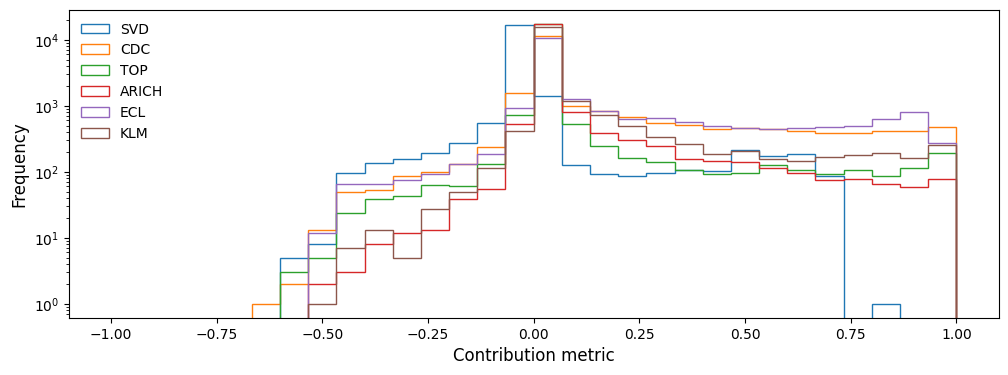 SVD
CDC
TOP
ARICH
ECL
KLM
Frequency
10⁴
10³
10²
10¹
10⁰
−1.00 −0.75 −0.50 −0.25 0.00 0.25 0.50 0.75 1.00
Contribution metric